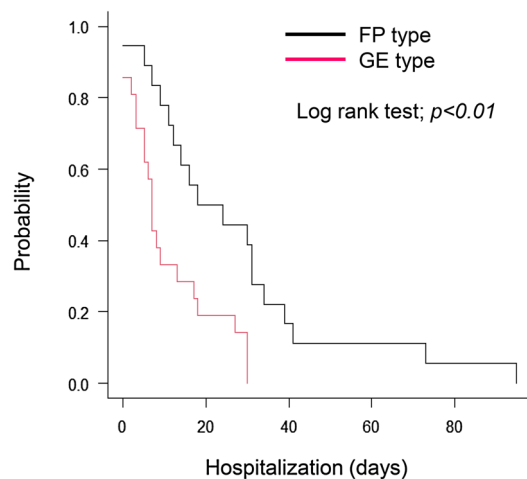 1.0
0.8
0.6
0.4
0.2
0.0
Probability
FP type
GE type
Log rank test; p<0.01
0 20 40 60 80
Hospitalization (days)